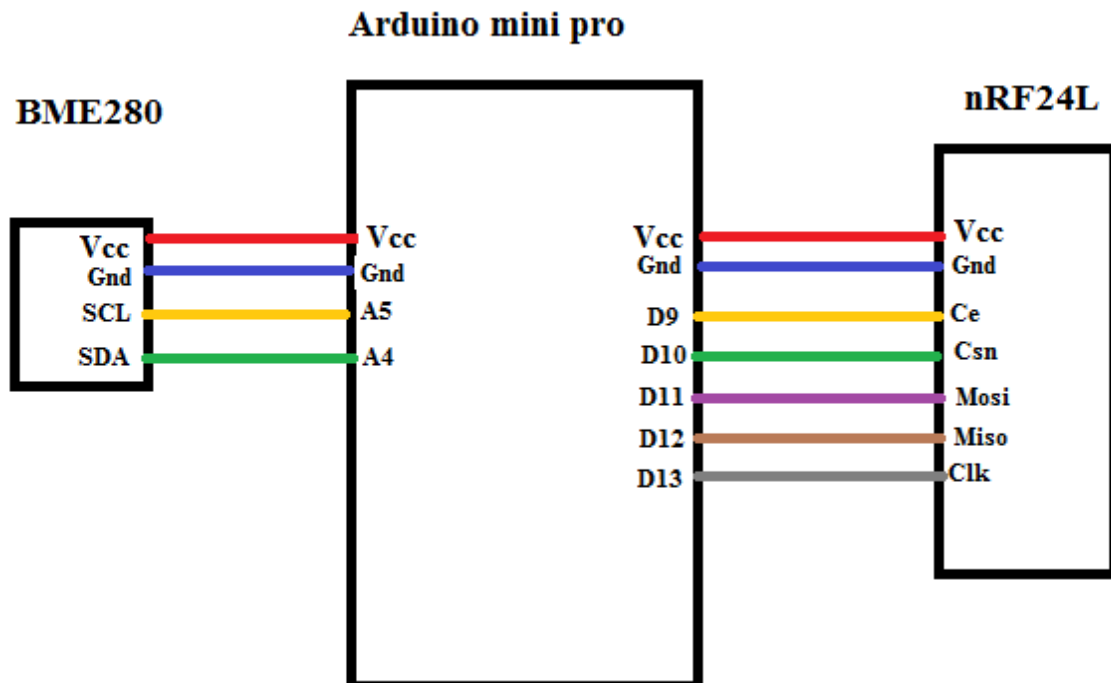 Arduino mini pro
BME280
nRF24L
Vcc
Gnd
SCL
SDA
Vcc
Gnd
A5
A4
Vcc
Gnd
D9
D10
D11
D12
D13
Vcc
Gnd
Ce
Csn
Mosi
Miso
Clk